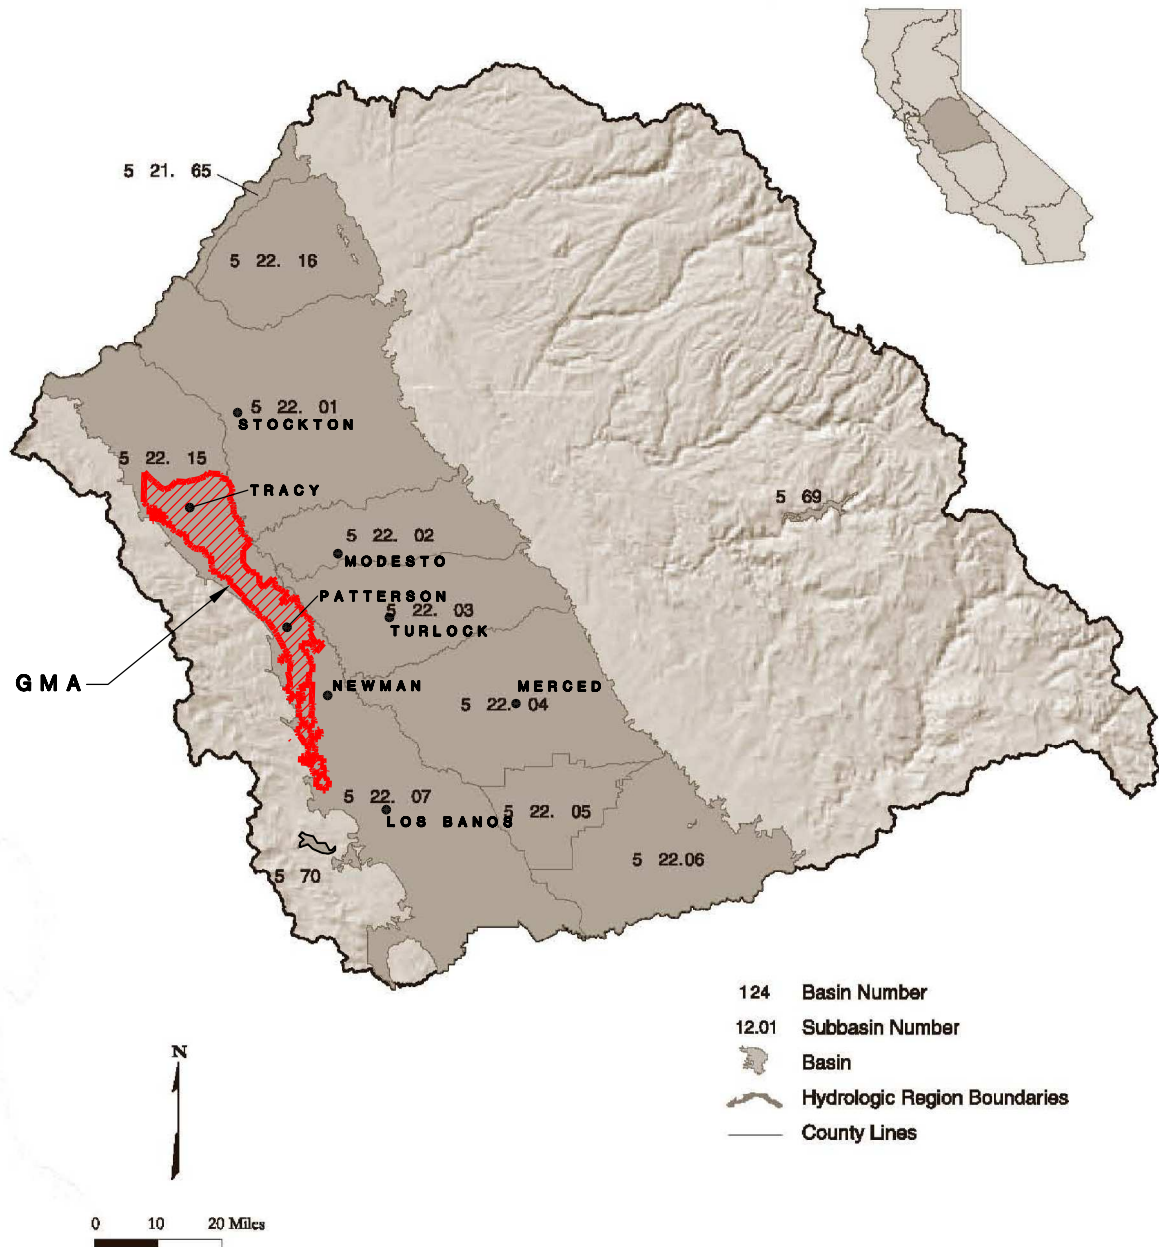 5 21. 65
5 22. 16
5 22. 01
STOCKTON
5 22. 15
TRACY
5 69
5 22. 02
MODESTO
PATTERSON
5 22. 03
TURLOCK
GMA
NEWMAN
MERCED
5 22. 04
5 22. 07
LOS BANOS
5 22. 05
5 22.06
5 70
124 Basin Number
12.01 Subbasin Number
Basin
Hydrologic Region Boundaries
County Lines
N
0 10 20 Miles